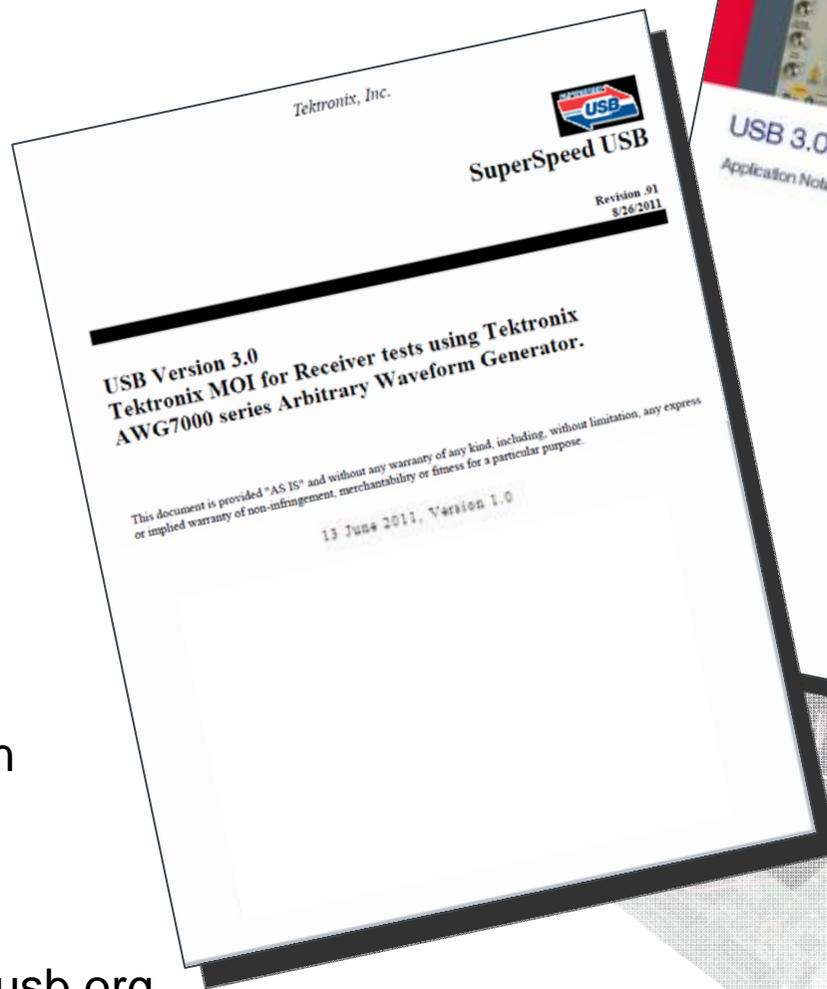 Tektronix, Inc.
USB
SuperSpeed USB
Revision .91
8/26/2011
USB Version 3.0
Tektronix MOI for Receiver tests using Tektronix
AWG7000 series Arbitrary Waveform Generator.
This document is provided "AS IS" and without any warranty of any kind, including, without limitation, any express
or implied warranty of non-infringement, merchantability or fitness for a particular purpose.
13 June 2011, Version 1.0
USB 3.0
Application
n
usb.org